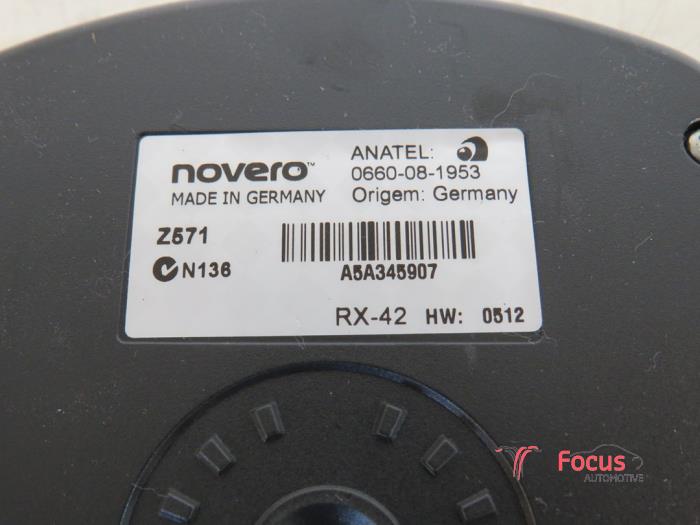 novero™
MADE IN GERMANY
ANATEL:
0660-08-1953
Origem: Germany
Z571
N136
A5A345907
RX-42 HW: 0512
Focus
AUTOMOTIVE